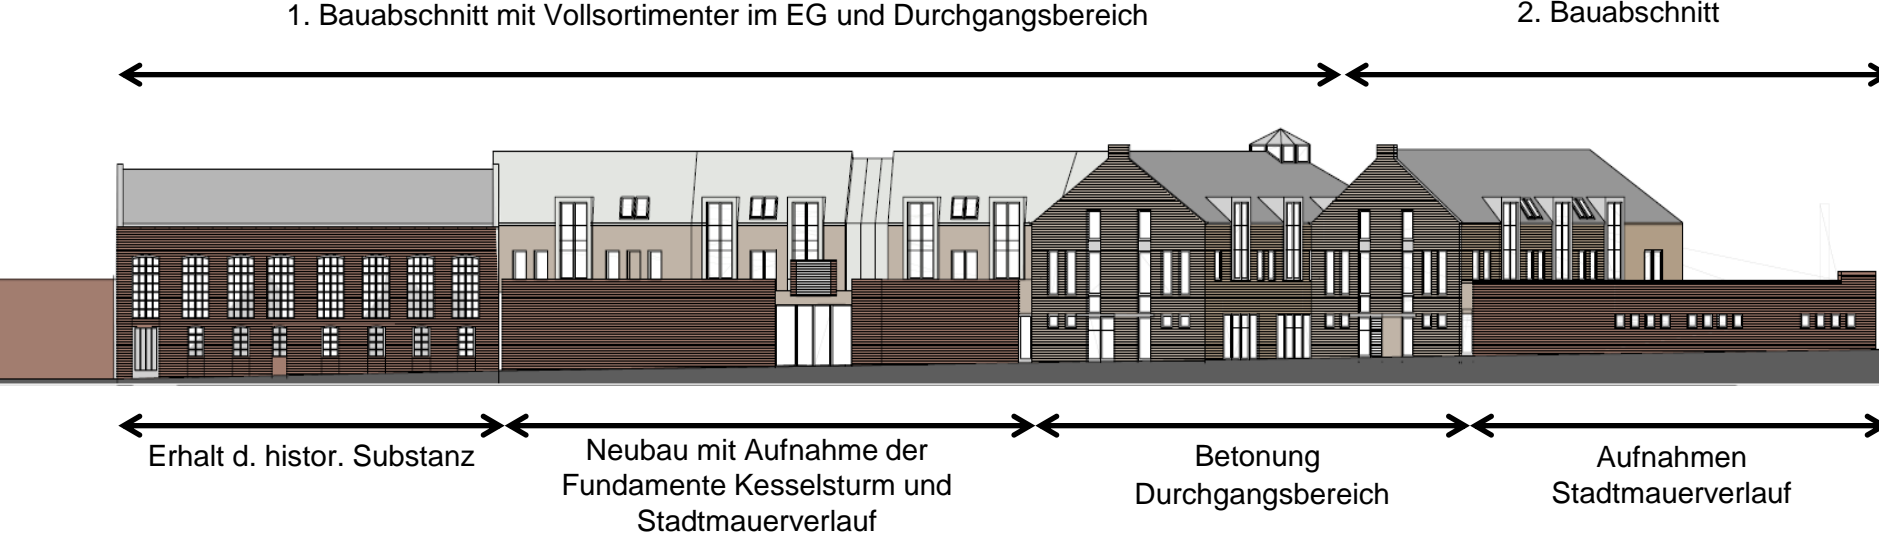 1. Bauabschnitt mit Vollsortimenter im EG und Durchgangsbereich
2. Bauabschnitt
Erhalt d. histor. Substanz
Neubau mit Aufnahme der
Fundamente Kesselsturm und
Stadtmauerverlauf
Betonung
Durchgangsbereich
Aufnahmen
Stadtmauerverlauf